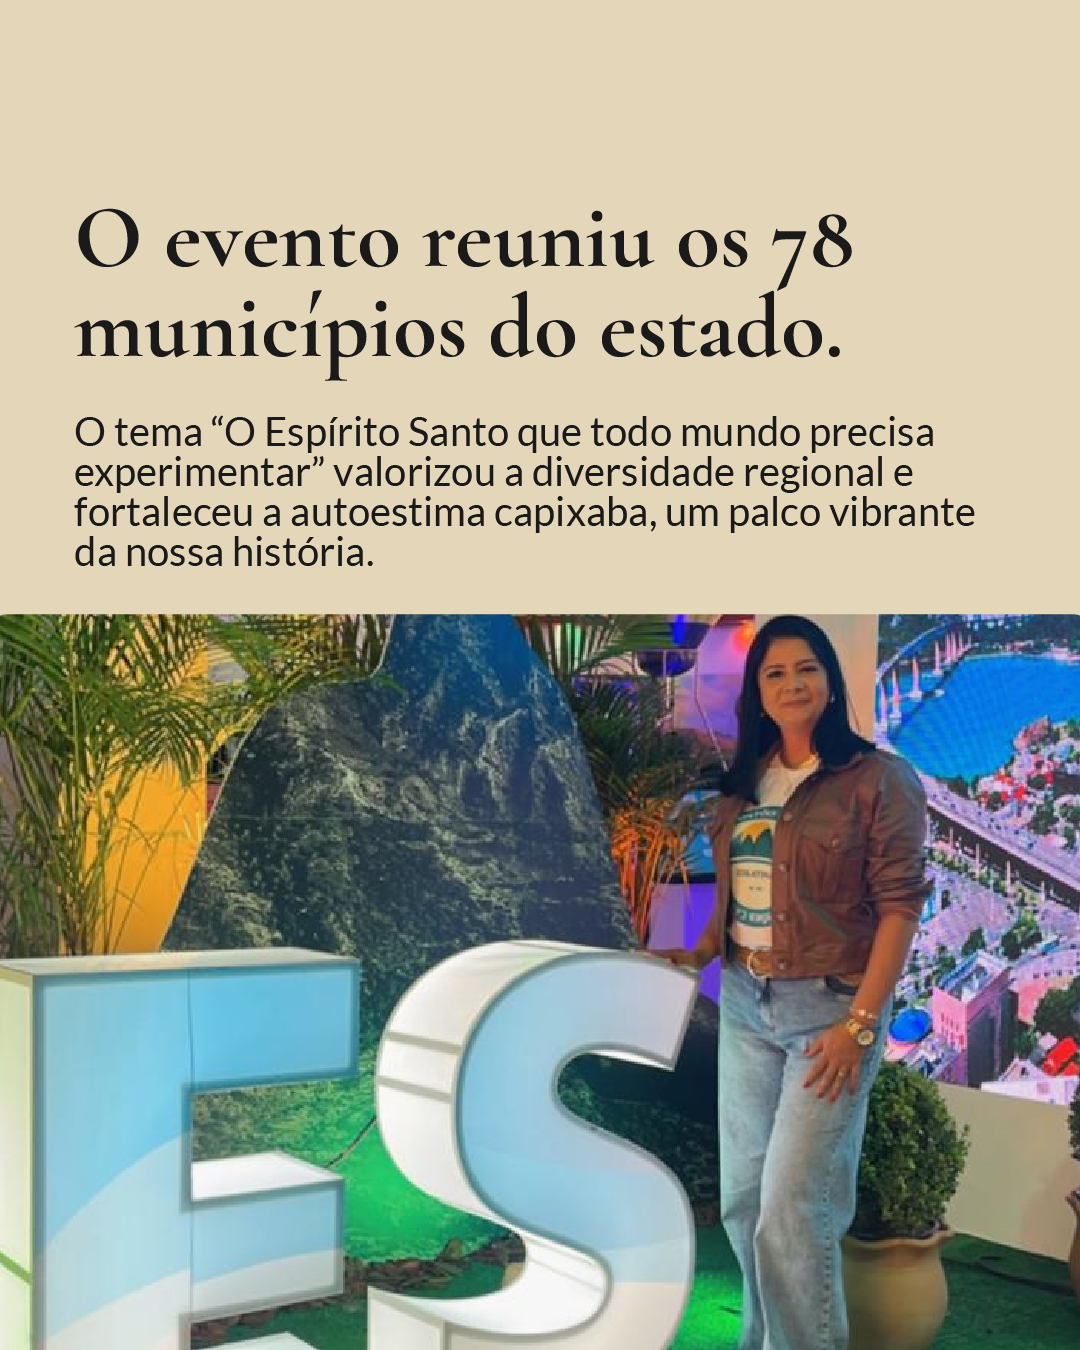 O evento reuniu os 78
municípios do estado.
O tema “O Espírito Santo que todo mundo precisa
experimentar” valorizou a diversidade regional e
fortaleceu a autoestima capixaba, um palco vibrante
da nossa história.
ES